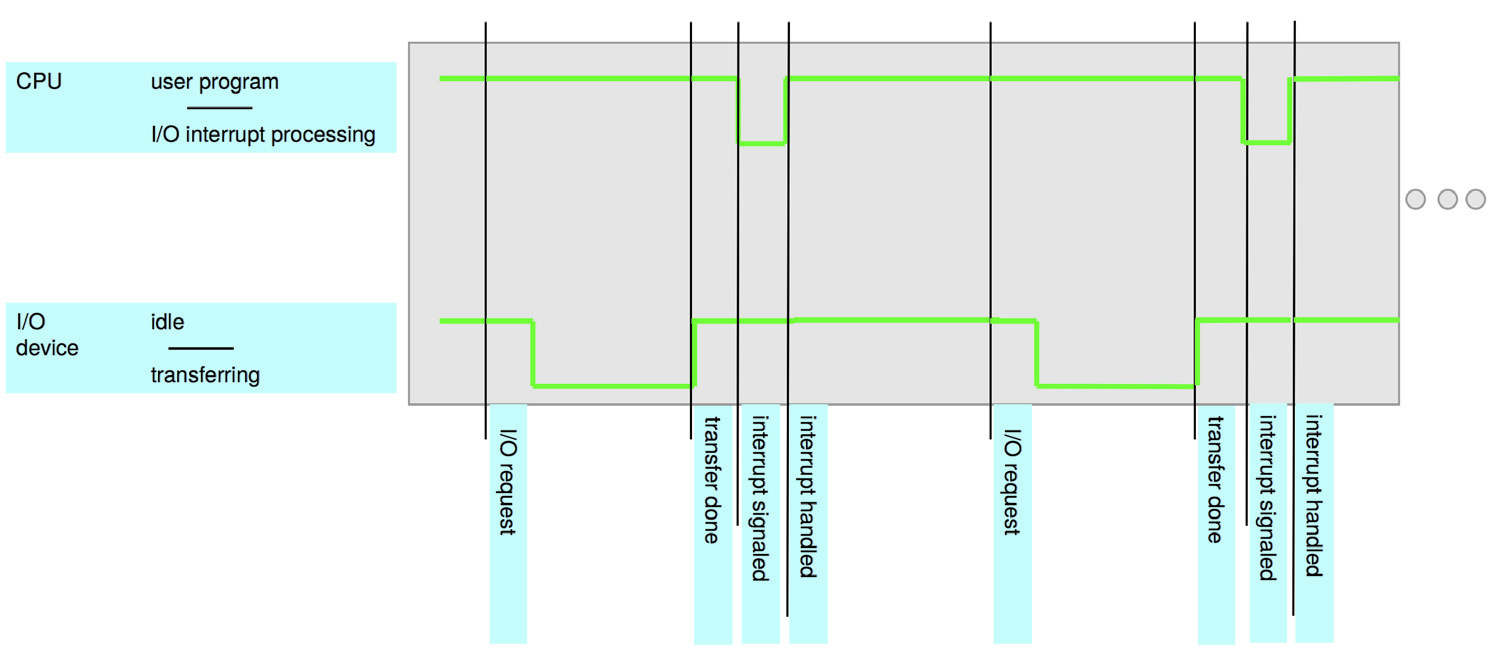 CPU
user program
I/O interrupt processing
I/O
device
idle
transferring
I/O request
transfer done
interrupt signaled
interrupt handled
I/O request
transfer done
interrupt signaled
interrupt handled